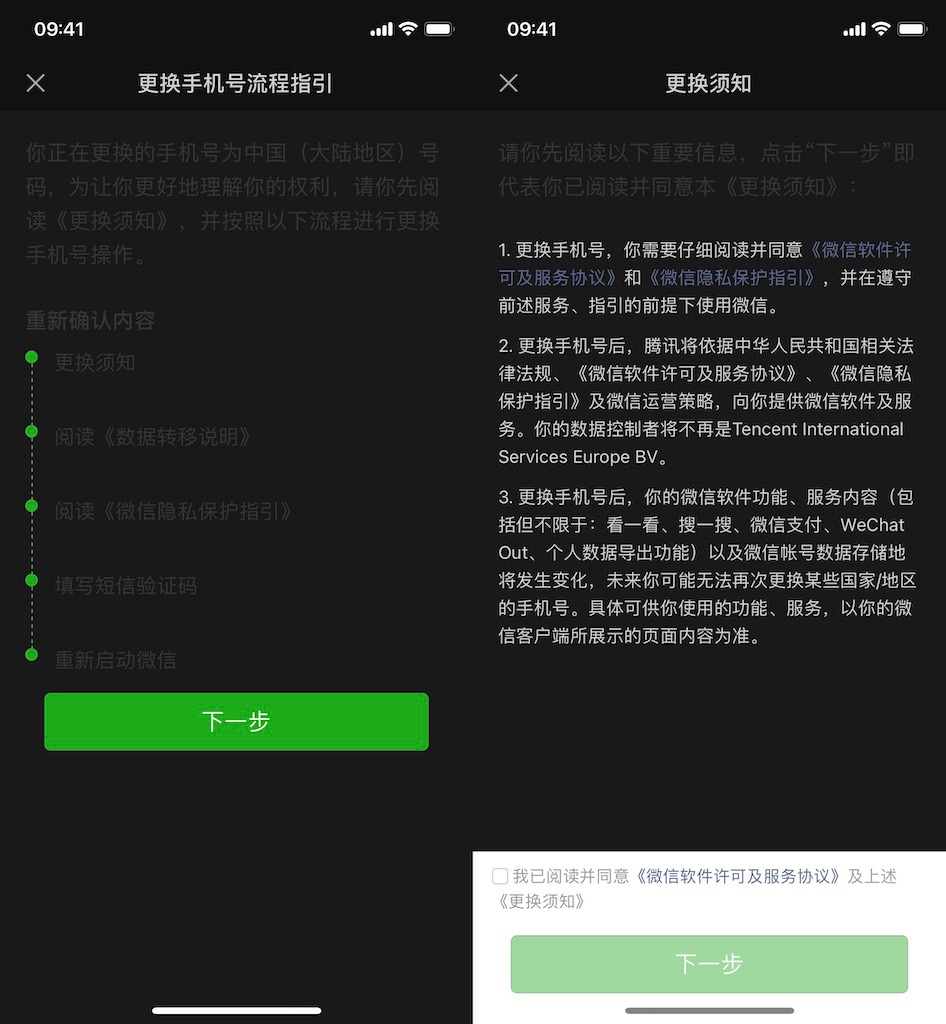 09:41
更换手机号流程指引
你正在更换的手机号为中国（大陆地区）号
码，为让你更好地理解你的权利，请你先阅
读《更换须知》，并按照以下流程进行更换
手机号操作。
重新确认内容
更换须知
阅读《数据转移说明》
阅读《微信隐私保护指引》
填写短信验证码
重新启动微信
下一步
09:41
更换须知
请你先阅读以下重要信息，点击“下一步”即
代表你已阅读并同意本《更换须知》：
1. 更换手机号，你需要仔细阅读并同意《微信软件许
可及服务协议》和《微信隐私保护指引》，并在遵守
前述服务、指引的前提下使用微信。
2. 更换手机号后，腾讯将依据中华人民共和国相关法
律法规、《微信软件许可及服务协议》、《微信隐私
保护指引》及微信运营策略，向你提供微信软件及服
务。你的数据控制者将不再是Tencent International
Services Europe BV。
3. 更换手机号后，你的微信软件功能、服务内容（包
括但不限于：看一看、搜一搜、微信支付、WeChat
Out、个人数据导出功能）以及微信帐号数据存储地
将发生变化，未来你可能无法再次更换某些国家/地区
的手机号。具体可供你使用的功能、服务，以你的微
信客户端所展示的页面内容为准。
我已阅读并同意《微信软件许可及服务协议》及上述
《更换须知》
下一步